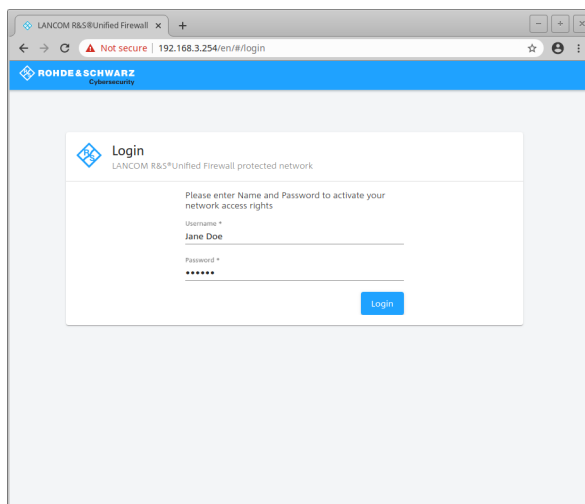 LANCOM R&S®Unified Firewall
Not secure | 192.168.3.254/en/#/login
ROHDE&SCHWARZ
Cybersecurity
R S
Login
LANCOM R&S®Unified Firewall protected network
Please enter Name and Password to activate your
network access rights
Username *
Jane Doe
Password *
••••••
Login